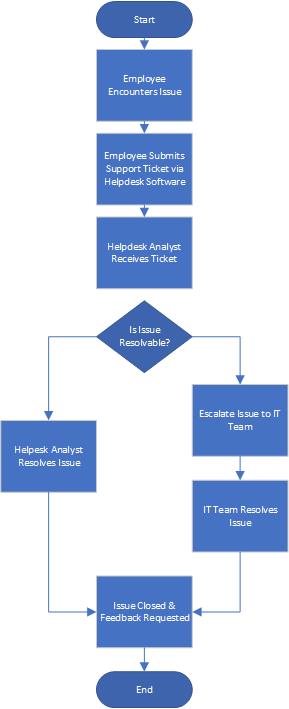 Start
Employee
Encounters Issue
Employee Submits
Support Ticket via
Helpdesk Software
Helpdesk Analyst
Receives Ticket
Is Issue
Resolvable?
Helpesk Analyst
Resolves Issue
Escalate Issue to IT
Team
IT Team Resolves
Issue
Issue Closed &
Feedback Requested
End